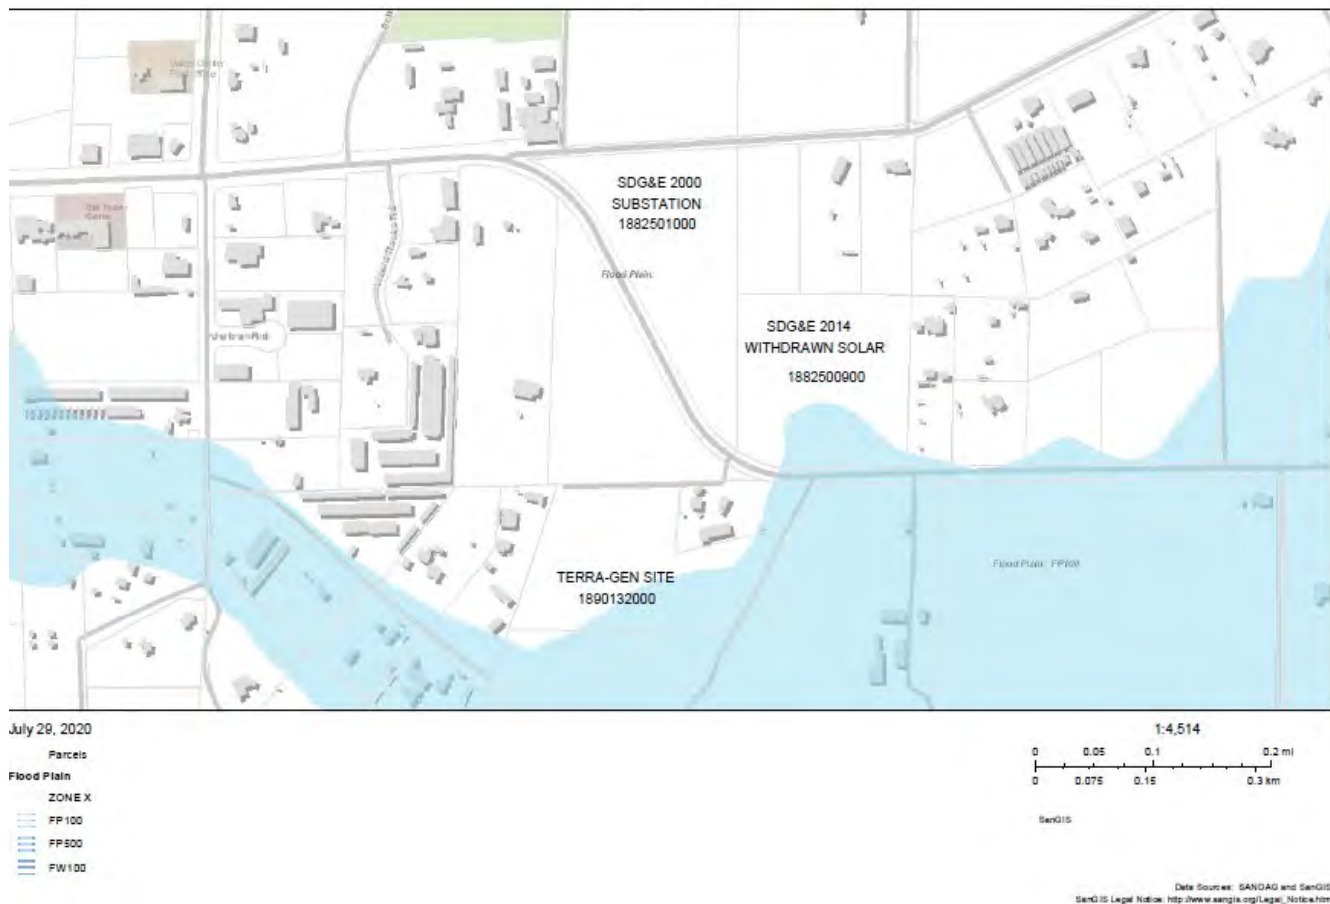 Valley Center
SDG&E 2000
SUBSTATION
1882501000
Flood Plain:
SDG&E 2014
WITHDRAWN SOLAR
1882500900
TERRA-GEN SITE
1890132000
Flood Plain: FP100
July 29, 2020
Parcels
Flood Plain
ZONE X
FP100
FP500
FW100
1:4,514
0 0.05 0.1 0.2 mi
0 0.075 0.15 0.3 km
SanGIS
Data Sources: SANDAG and SanGIS
SanGIS Legal Notice: http://www.sangis.org/Legal_Notice.htm